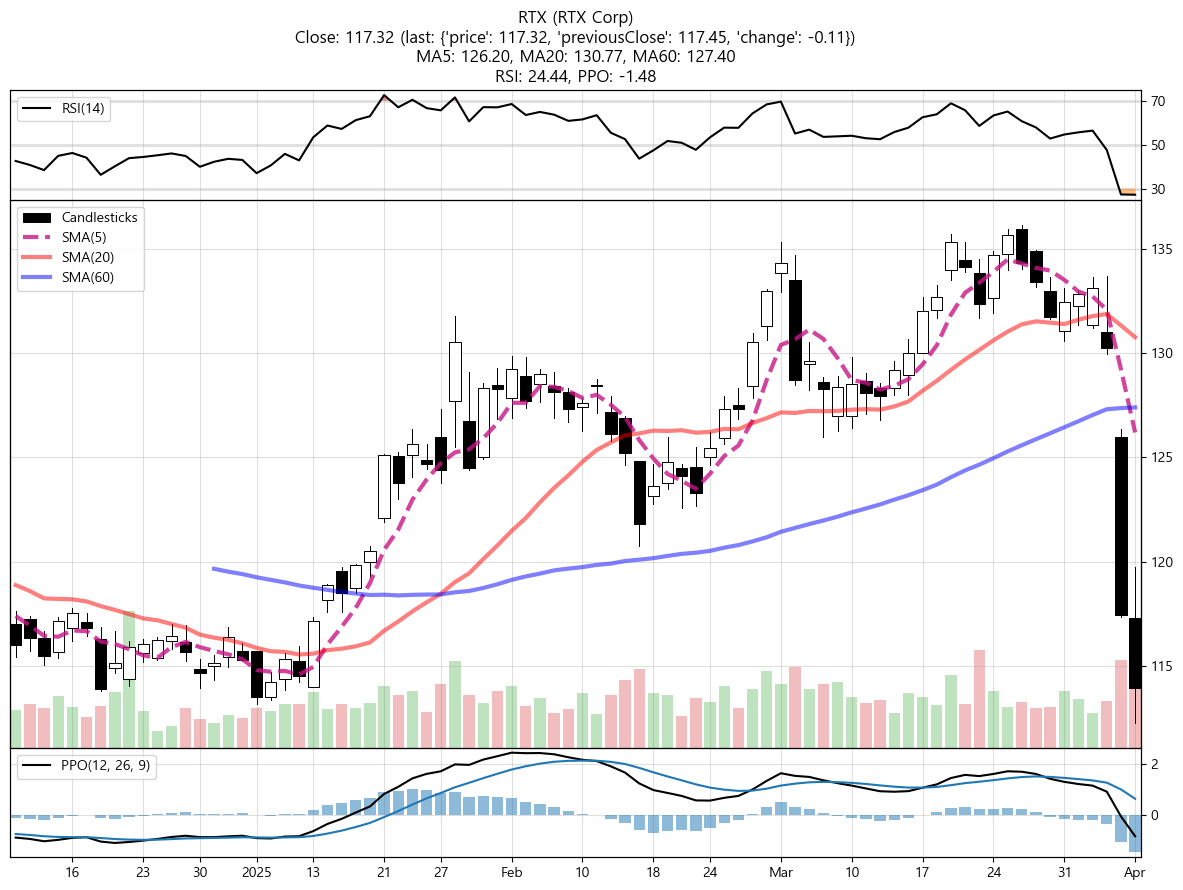 RTX (RTX Corp)
Close: 117.32 (last: {'price': 117.32, 'previousClose': 117.45, 'change': -0.11})
MA5: 126.20, MA20: 130.77, MA60: 127.40
RSI: 24.44, PPO: -1.48
RSI(14)
70
50
30
Candlesticks
SMA(5)
SMA(20)
SMA(60)
135
130
125
120
115
PPO(12, 26, 9)
2
0
16 23 30 2025 13 21 27 Feb 10 18 24 Mar 10 17 24 31 Apr